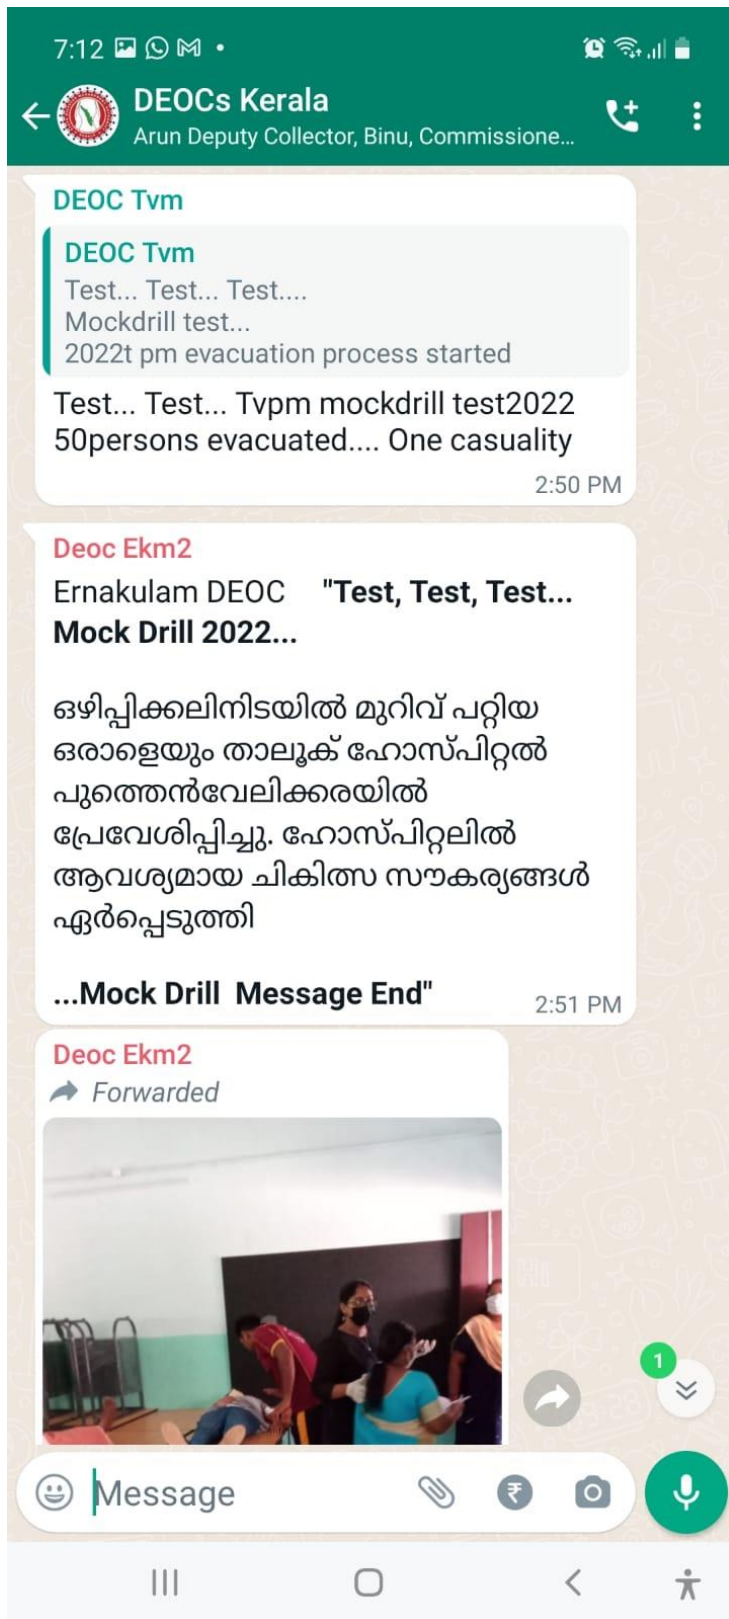 7:12
DEOCs Kerala
Arun Deputy Collector, Binu, Commissione...
DEOC Tvm
DEOC Tvm
Test... Test... Test....
Mockdrill test...
2022t pm evacuation process started
Test... Test... Tvpm mockdrill test2022
50persons evacuated.... One casuality
2:50 PM
Deoc Ekm2
Ernakulam DEOC "Test, Test, Test...
Mock Drill 2022...
ഒഴിപ്പിക്കലിനിടയിൽ മുറിവ് പറ്റിയ
ഒരാളെയും താലൂക് ഹോസ്പിറ്റൽ
പുത്തെൻവേലിക്കരയിൽ
പ്രേവേശിപ്പിച്ചു. ഹോസ്പിറ്റലിൽ
ആവശ്യമായ ചികിത്സ സൗകര്യങ്ങൾ
ഏർപ്പെടുത്തി
...Mock Drill Message End"
2:51 PM
Deoc Ekm2
Forwarded
1
Message